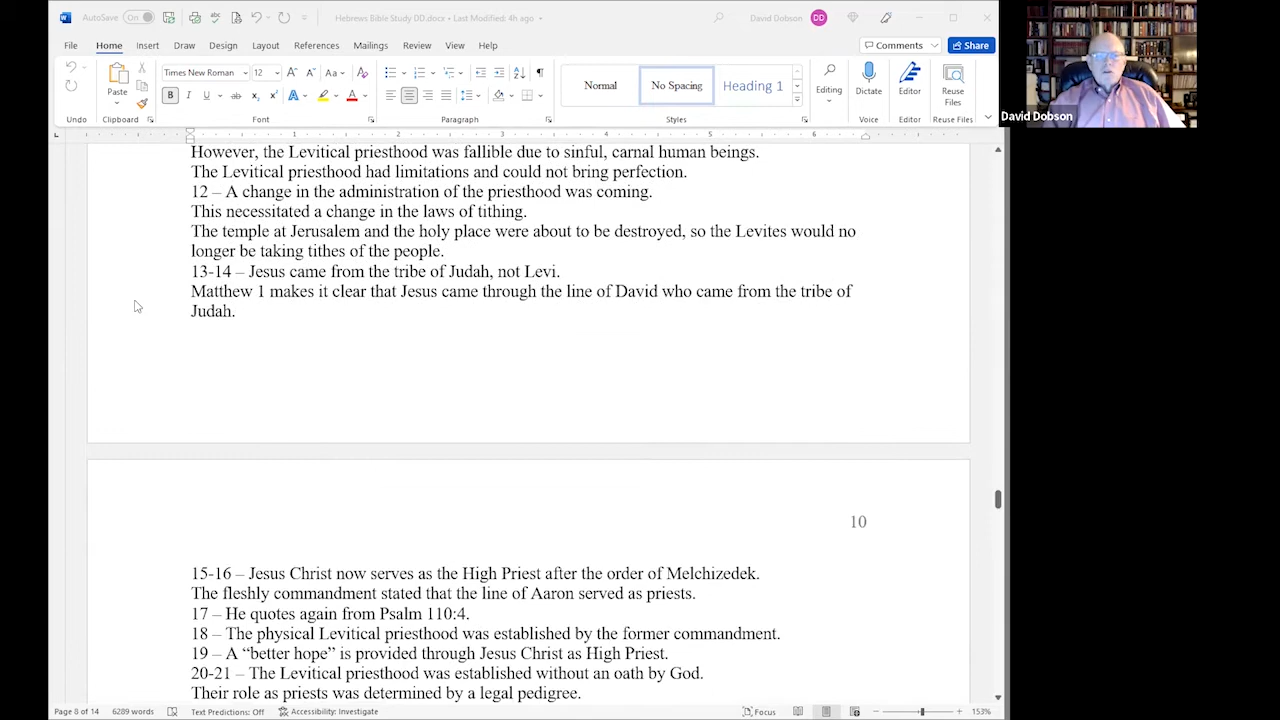 AutoSave
On
Hebrews Bible Study DD.docx • Last Modified: 4h ago
David Dobson
DD
File
Home
Insert
Draw
Design
Layout
References
Mailings
Review
View
Help
Comments
Share
Times New Roman
12
Paste
Normal
No Spacing
Heading 1
Editing
Dictate
Editor
Reuse
Files
Undo
Clipboard
Font
Paragraph
Styles
Voice
Editor
Reuse Files
David Dobson
1 2 3 4 5 6
However, the Levitical priesthood was fallible due to sinful, carnal human beings.
The Levitical priesthood had limitations and could not bring perfection.
12 – A change in the administration of the priesthood was coming.
This necessitated a change in the laws of tithing.
The temple at Jerusalem and the holy place were about to be destroyed, so the Levites would no
longer be taking tithes of the people.
13-14 – Jesus came from the tribe of Judah, not Levi.
Matthew 1 makes it clear that Jesus came through the line of David who came from the tribe of
Judah.
10
15-16 – Jesus Christ now serves as the High Priest after the order of Melchizedek.
The fleshly commandment stated that the line of Aaron served as priests.
17 – He quotes again from Psalm 110:4.
18 – The physical Levitical priesthood was established by the former commandment.
19 – A “better hope” is provided through Jesus Christ as High Priest.
20-21 – The Levitical priesthood was established without an oath by God.
Their role as priests was determined by a legal pedigree.
Page 8 of 14
6289 words
Text Predictions: Off
Accessibility: Investigate
Focus
153%